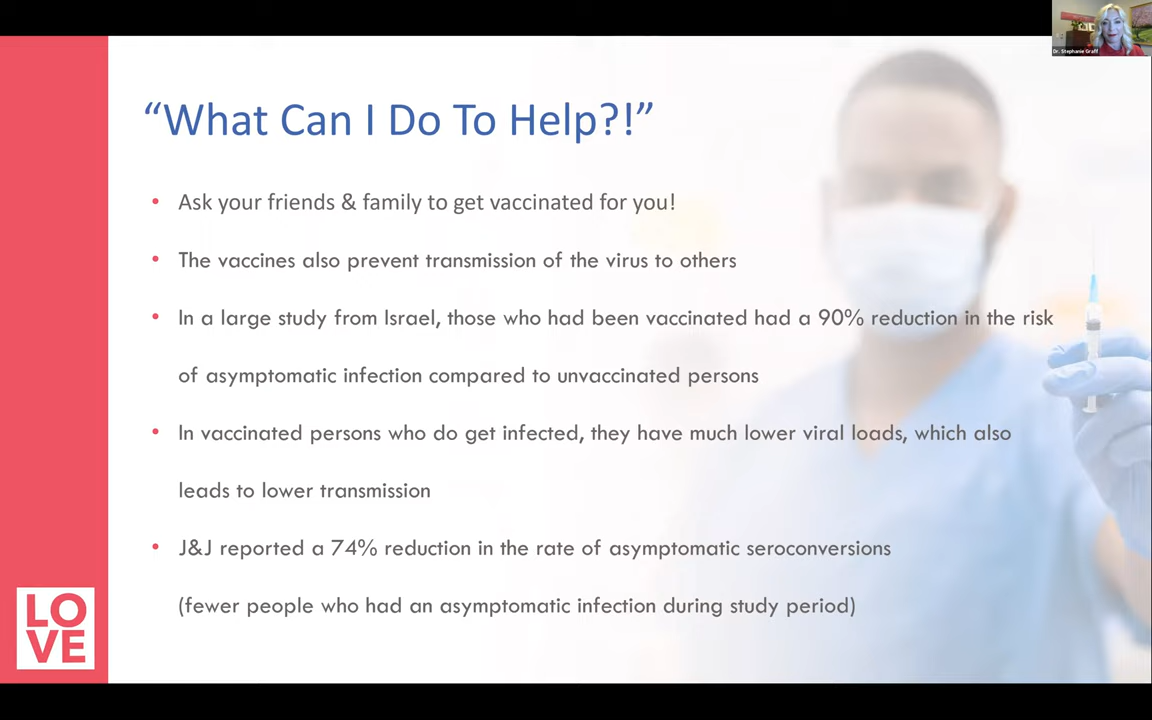 Dr. Stephanie Graff
“What Can I Do To Help?!”
• Ask your friends & family to get vaccinated for you!
• The vaccines also prevent transmission of the virus to others
• In a large study from Israel, those who had been vaccinated had a 90% reduction in the risk
of asymptomatic infection compared to unvaccinated persons
• In vaccinated persons who do get infected, they have much lower viral loads, which also
leads to lower transmission
• J&J reported a 74% reduction in the rate of asymptomatic seroconversions
(fewer people who had an asymptomatic infection during study period)
LO
VE